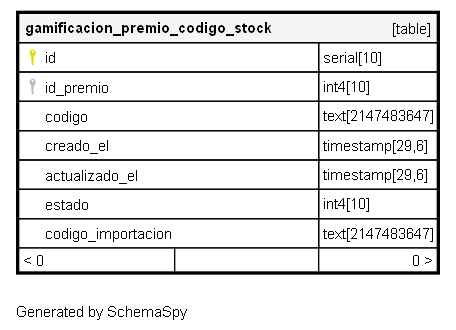 gamificacion_premio_codigo_stock [table]
id serial[10]
id_premio int4[10]
codigo text[2147483647]
creado_el timestamp[29,6]
actualizado_el timestamp[29,6]
estado int4[10]
codigo_importacion text[2147483647]
< 0 0 >
Generated by SchemaSpy